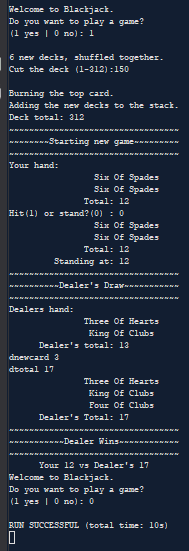 Welcome to Blackjack.
Do you want to play a game?
(1 yes | 0 no): 1
6 new decks, shuffled together.
Cut the deck (1-312):150
Burning the top card.
Adding the new decks to the stack.
Deck total: 312
~~~~~~~~~~~~~~~~~~~~~~~~~~~~~~~~~~
~~~~~~~~Starting new game~~~~~~~~~
~~~~~~~~~~~~~~~~~~~~~~~~~~~~~~~~~~
Your hand:
Six Of Spades
Six Of Spades
Total: 12
Hit(1) or stand?(0) : 0
Six Of Spades
Six Of Spades
Total: 12
Standing at: 12
~~~~~~~~~~~~~~~~~~~~~~~~~~~~~~~~~~
~~~~~~~~~~Dealer's Draw~~~~~~~~~~~
~~~~~~~~~~~~~~~~~~~~~~~~~~~~~~~~~~
Dealers hand:
Three Of Hearts
King Of Clubs
Dealer's total: 13
dnewcard 3
dtotal 17
Three Of Hearts
King Of Clubs
Four Of Clubs
Dealer's Total: 17
~~~~~~~~~~~~~~~~~~~~~~~~~~~~~~~~~~
~~~~~~~~~~~Dealer Wins~~~~~~~~~~~~
~~~~~~~~~~~~~~~~~~~~~~~~~~~~~~~~~~
Your 12 vs Dealer's 17
Welcome to Blackjack.
Do you want to play a game?
(1 yes | 0 no): 0
RUN SUCCESSFUL (total time: 10s)